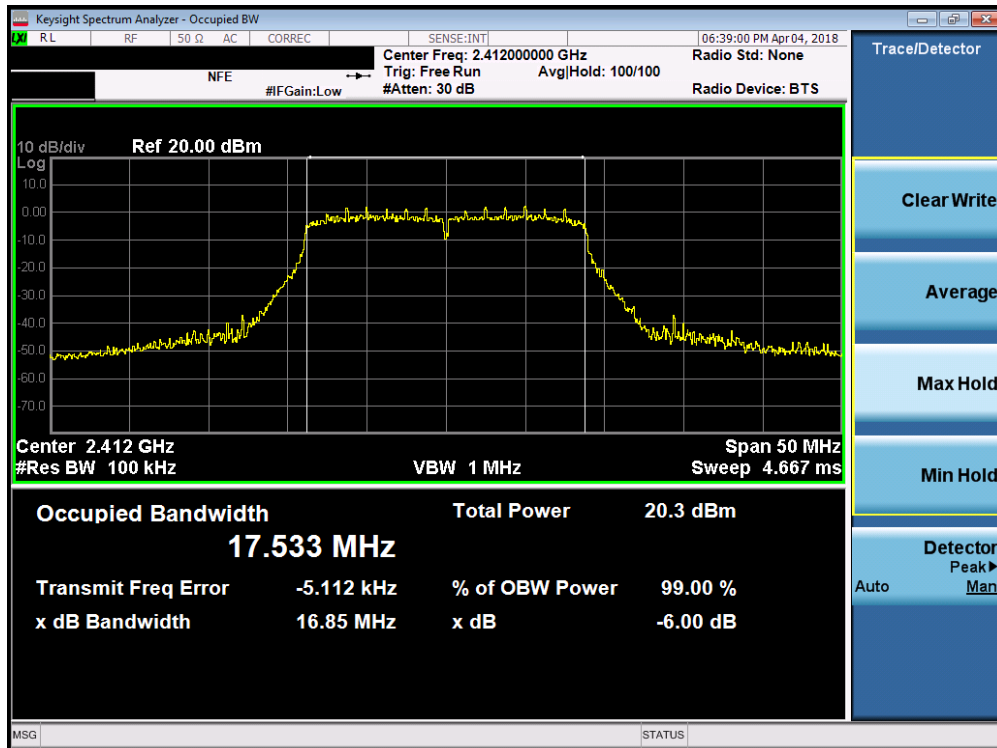 Keysight Spectrum Analyzer - Occupied BW
LXI RL RF 50 Ω AC CORREC SENSE:INT 06:39:00 PM Apr 04, 2018
Center Freq: 2.412000000 GHz Radio Std: None
NFE Trig: Free Run Avg|Hold: 100/100
#IFGain:Low #Atten: 30 dB Radio Device: BTS
10 dB/div Ref 20.00 dBm
Log
10.0
0.00
-10.0
-20.0
-30.0
-40.0
-50.0
-60.0
-70.0
Center 2.412 GHz Span 50 MHz
#Res BW 100 kHz VBW 1 MHz Sweep 4.667 ms
Occupied Bandwidth Total Power 20.3 dBm
17.533 MHz
Transmit Freq Error -5.112 kHz % of OBW Power 99.00 %
x dB Bandwidth 16.85 MHz x dB -6.00 dB
MSG STATUS
Trace/Detector
Clear Write
Average
Max Hold
Min Hold
Detector
Peak▶
Auto Man